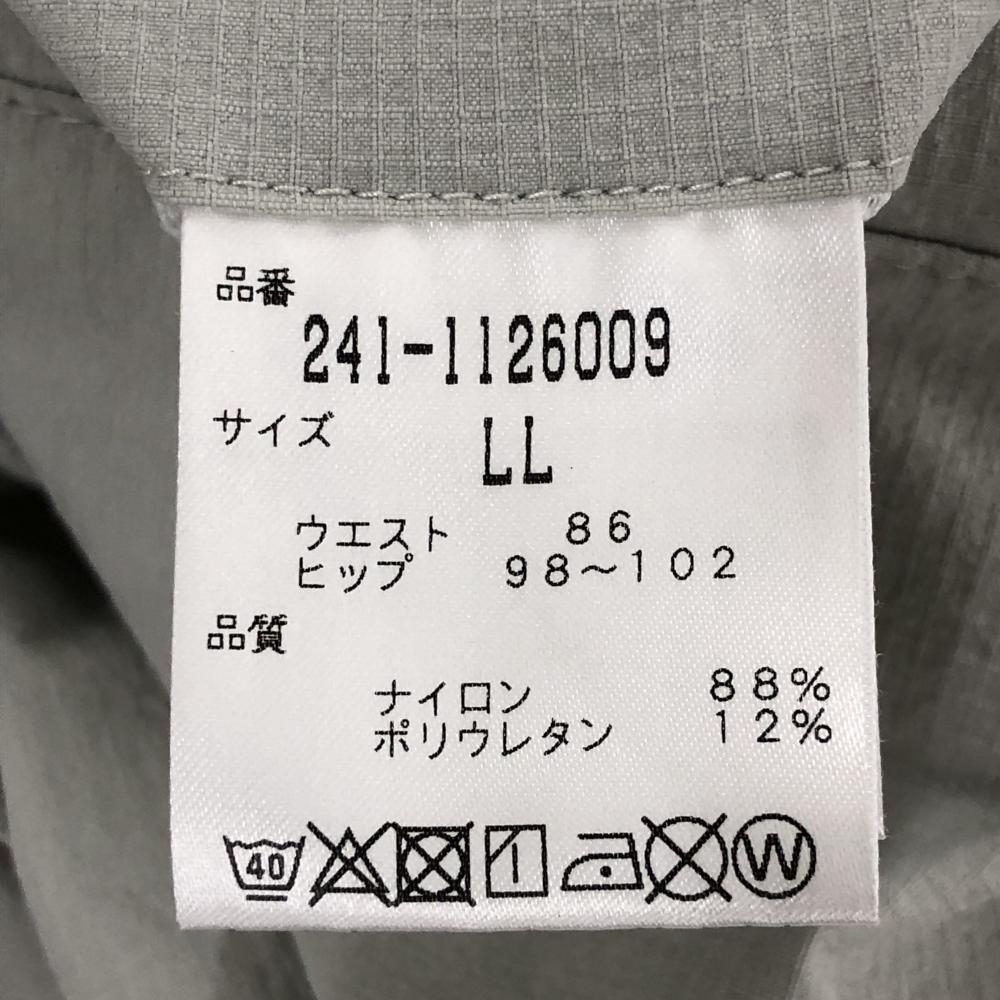 品番
241-1126009
サイズ LL
ウエスト 86
ヒップ 98～102
品質
ナイロン 88%
ポリウレタン 12%
40 W